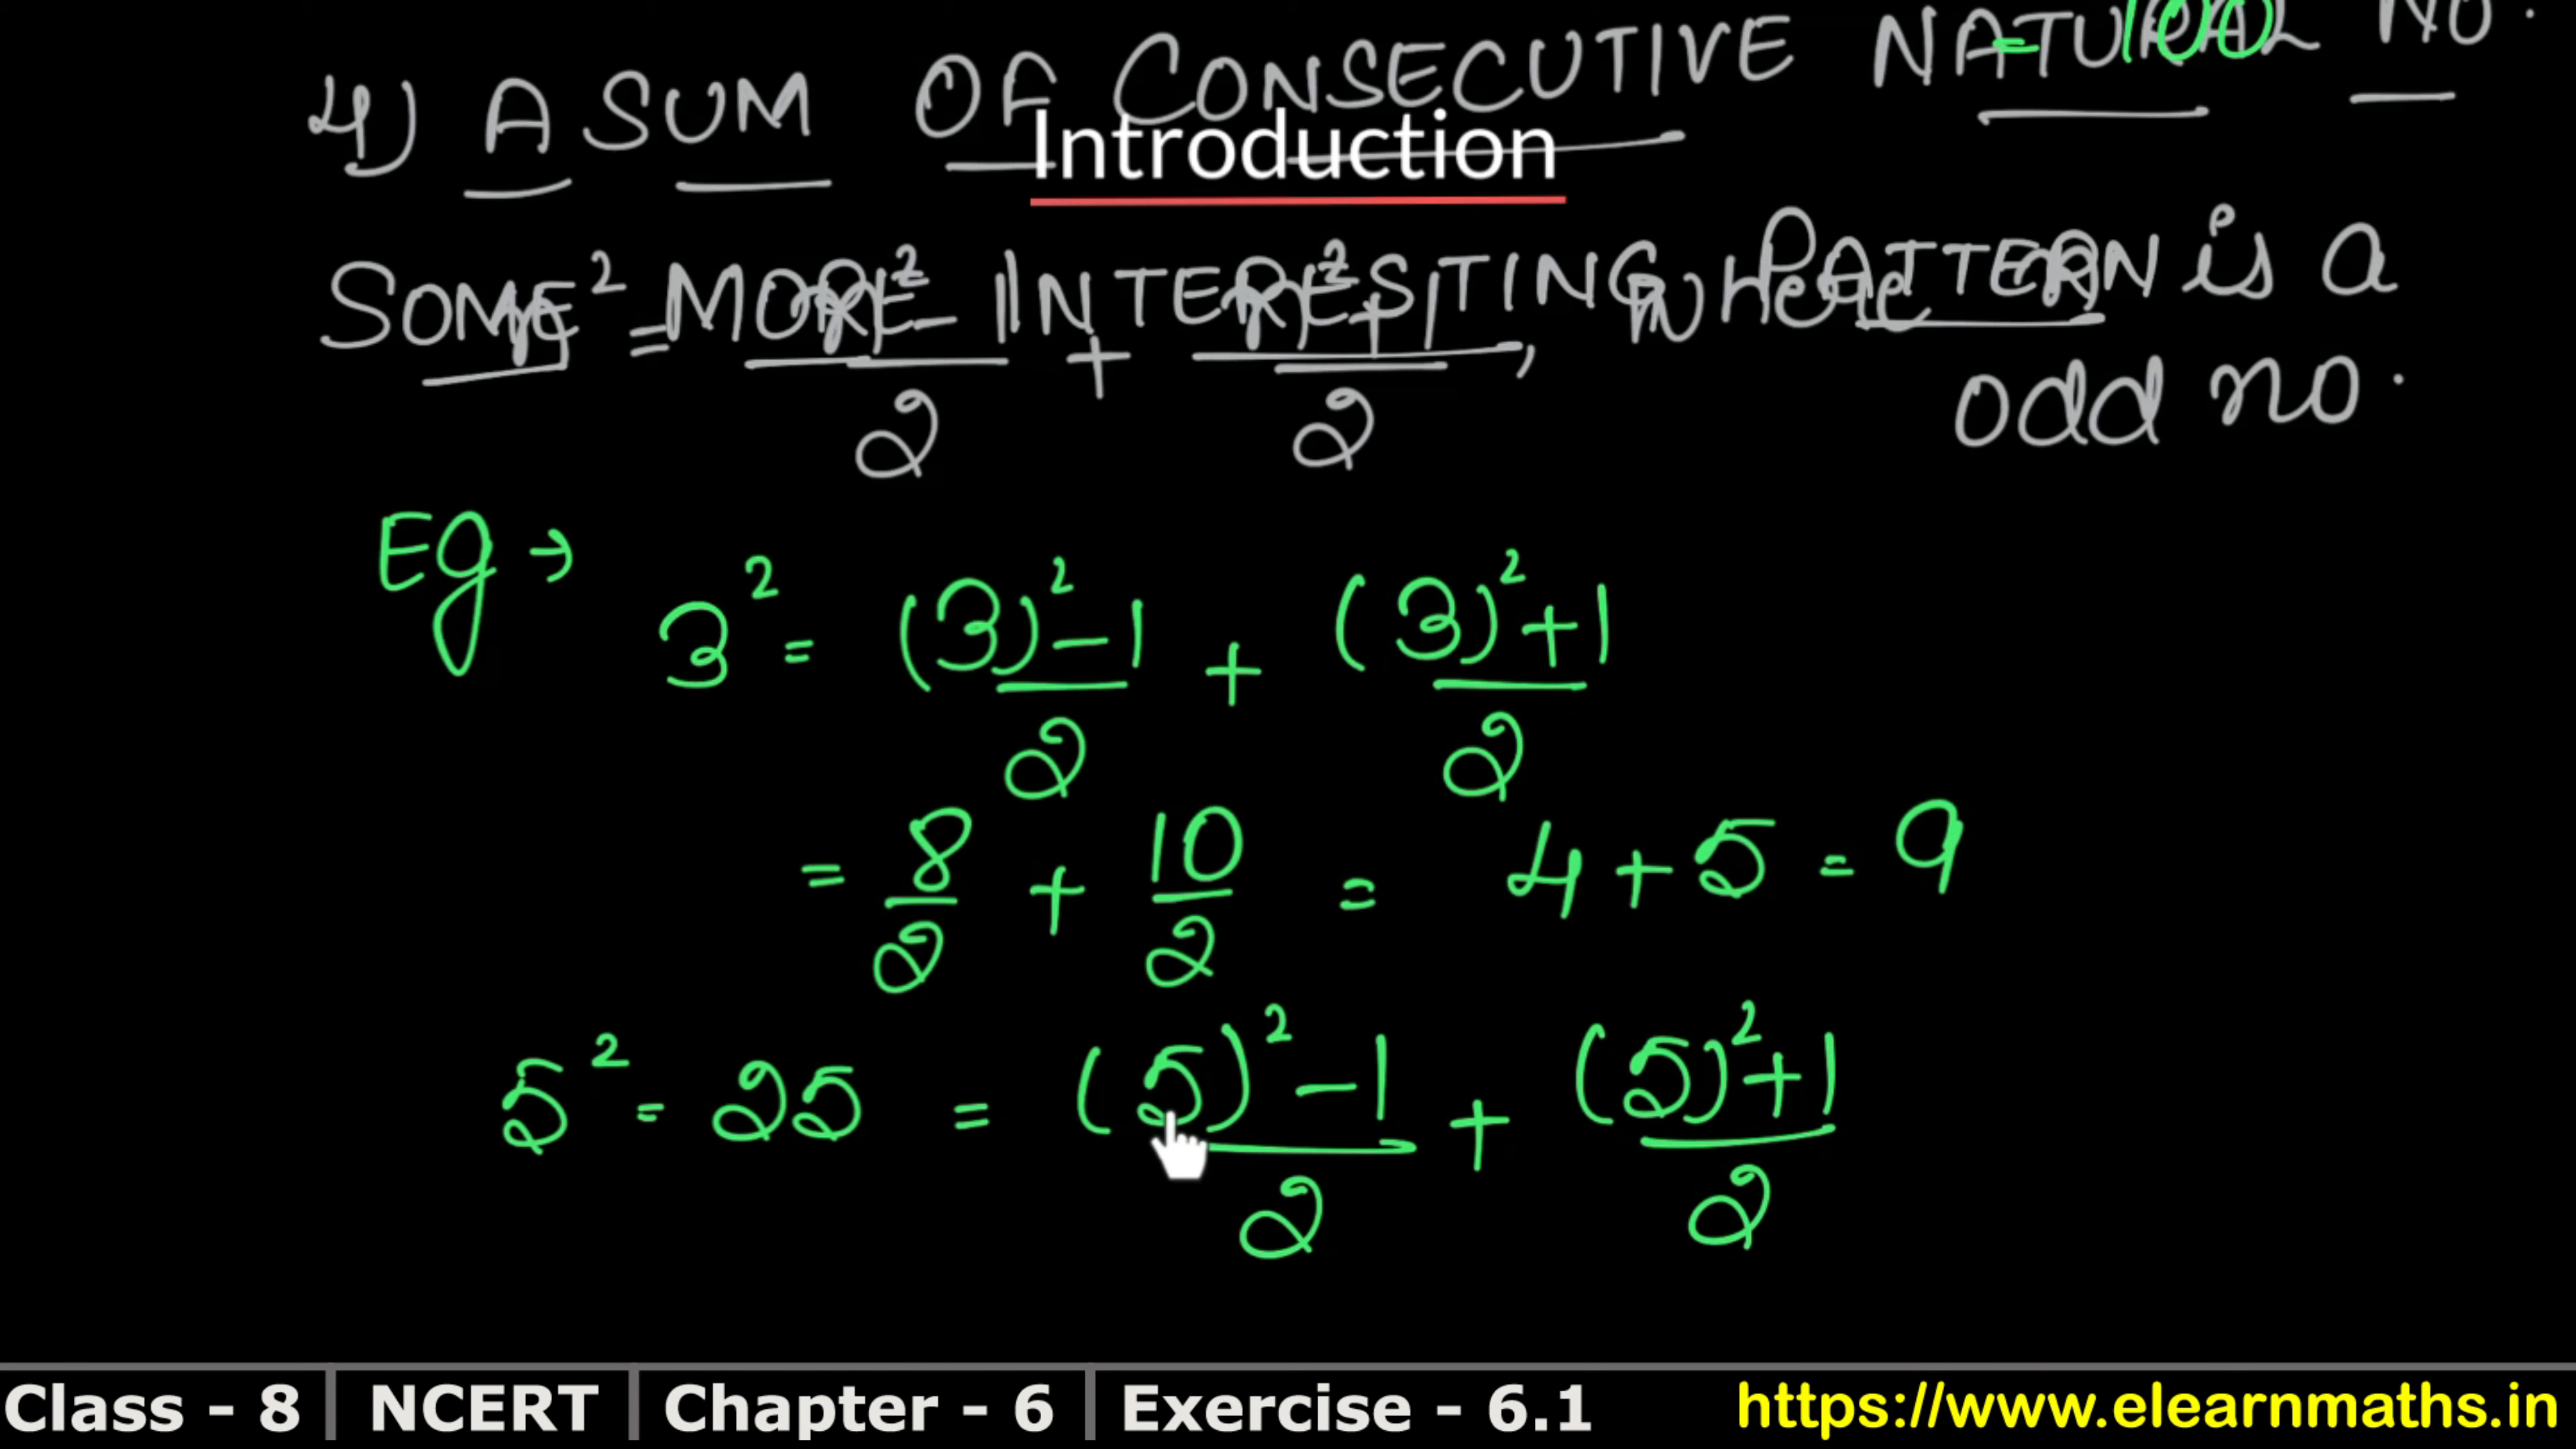 = 100
4) A SUM OF CONSECUTIVE NATURAL NO.
Introduction
SOME MORE INTERESTING PATTERN
n² = n² - 1 / 2 + n² + 1 / 2 , where n is a
odd no.
Eg → 3² = (3)² - 1 / 2 + (3)² + 1 / 2
= 8/2 + 10/2 = 4 + 5 = 9
5² = 25 = (5)² - 1 / 2 + (5)² + 1 / 2
Class - 8 | NCERT | Chapter - 6 | Exercise - 6.1 https://www.elearnmaths.in